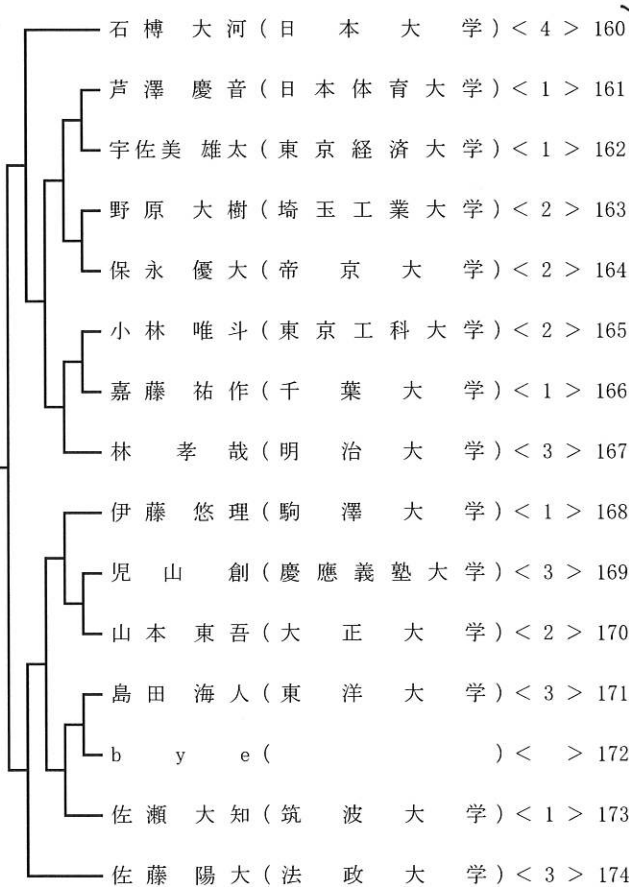 石榑 大河 (日本大学) < 4 > 160
芦澤 慶音 (日本体育大学) < 1 > 161
宇佐美 雄太 (東京経済大学) < 1 > 162
野原 大樹 (埼玉工業大学) < 2 > 163
保永 優大 (帝京大学) < 2 > 164
小林 唯斗 (東京工科大学) < 2 > 165
嘉藤 祐作 (千葉大学) < 1 > 166
林 孝哉 (明治大学) < 3 > 167
伊藤 悠理 (駒澤大学) < 1 > 168
児山 創 (慶應義塾大学) < 3 > 169
山本 東吾 (大正大学) < 2 > 170
島田 海人 (東洋大学) < 3 > 171
bye ( ) < > 172
佐瀬 大知 (筑波大学) < 1 > 173
佐藤 陽大 (法政大学) < 3 > 174